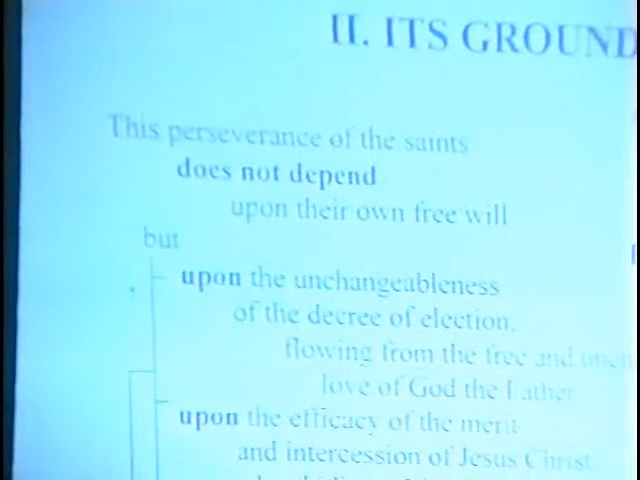 II. ITS GROUND
This perseverance of the saints
does not depend
upon their own free will
but
upon the unchangeableness
of the decree of election,
flowing from the free and
love of God the Father
upon the efficacy of the merit
and intercession of Jesus Christ